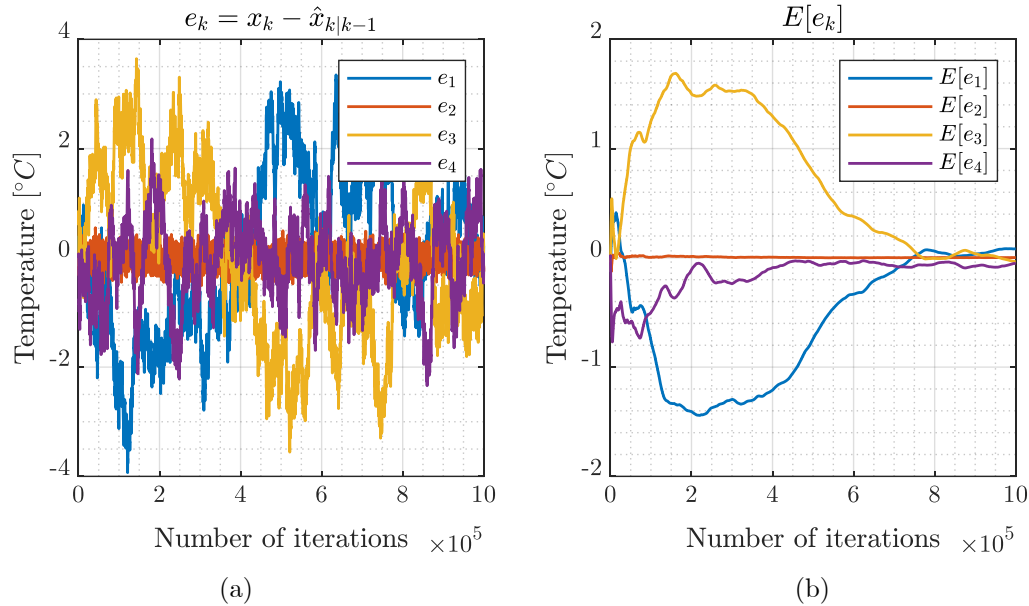 e_k = x_k − x̂_{k|k−1}
4
2
0
-2
-4
Temperature [°C]
e_1
e_2
e_3
e_4
0 2 4 6 8 10
Number of iterations ×10^5
(a)
E[e_k]
2
1
0
-1
-2
Temperature [°C]
E[e_1]
E[e_2]
E[e_3]
E[e_4]
0 2 4 6 8 10
Number of iterations ×10^5
(b)